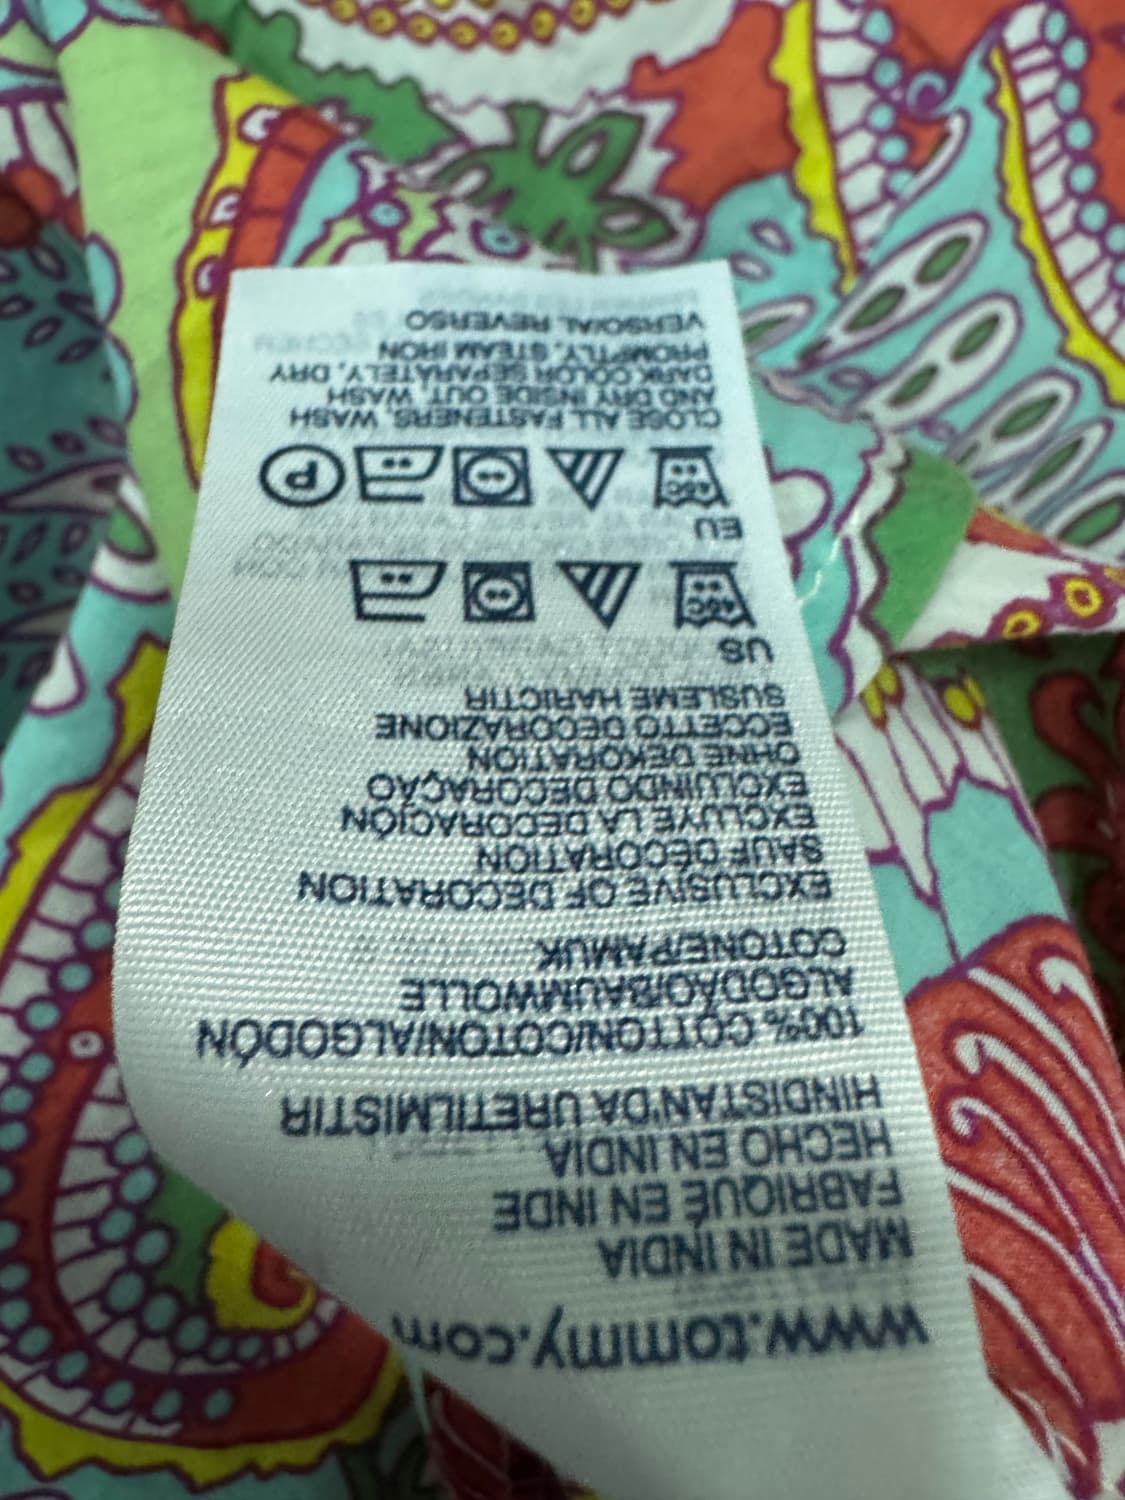 www.tommy.com
MADE IN INDIA
FABRIQUÉ EN INDE
HECHO EN INDIA
HINDISTAN'DA URETILMISTIR
100% COTTON/COTON/ALGODÓN
ALGODÃO/BAUMWOLLE
COTONE/PAMUK
EXCLUSIVE OF DECORATION
SAUF DÉCORATION
EXCLUYE LA DECORACIÓN
EXCLUINDO DECORAÇÃO
OHNE DEKORATION
ECCETTO DECORAZIONE
SUSLEME HARICTIR
US
EU
P
CLOSE ALL FASTENERS, WASH
AND DRY INSIDE OUT, WASH
DARK COLOR SEPARATELY, DRY
PROMPTLY, STEAM IRON
VERSO/AL REVERSO